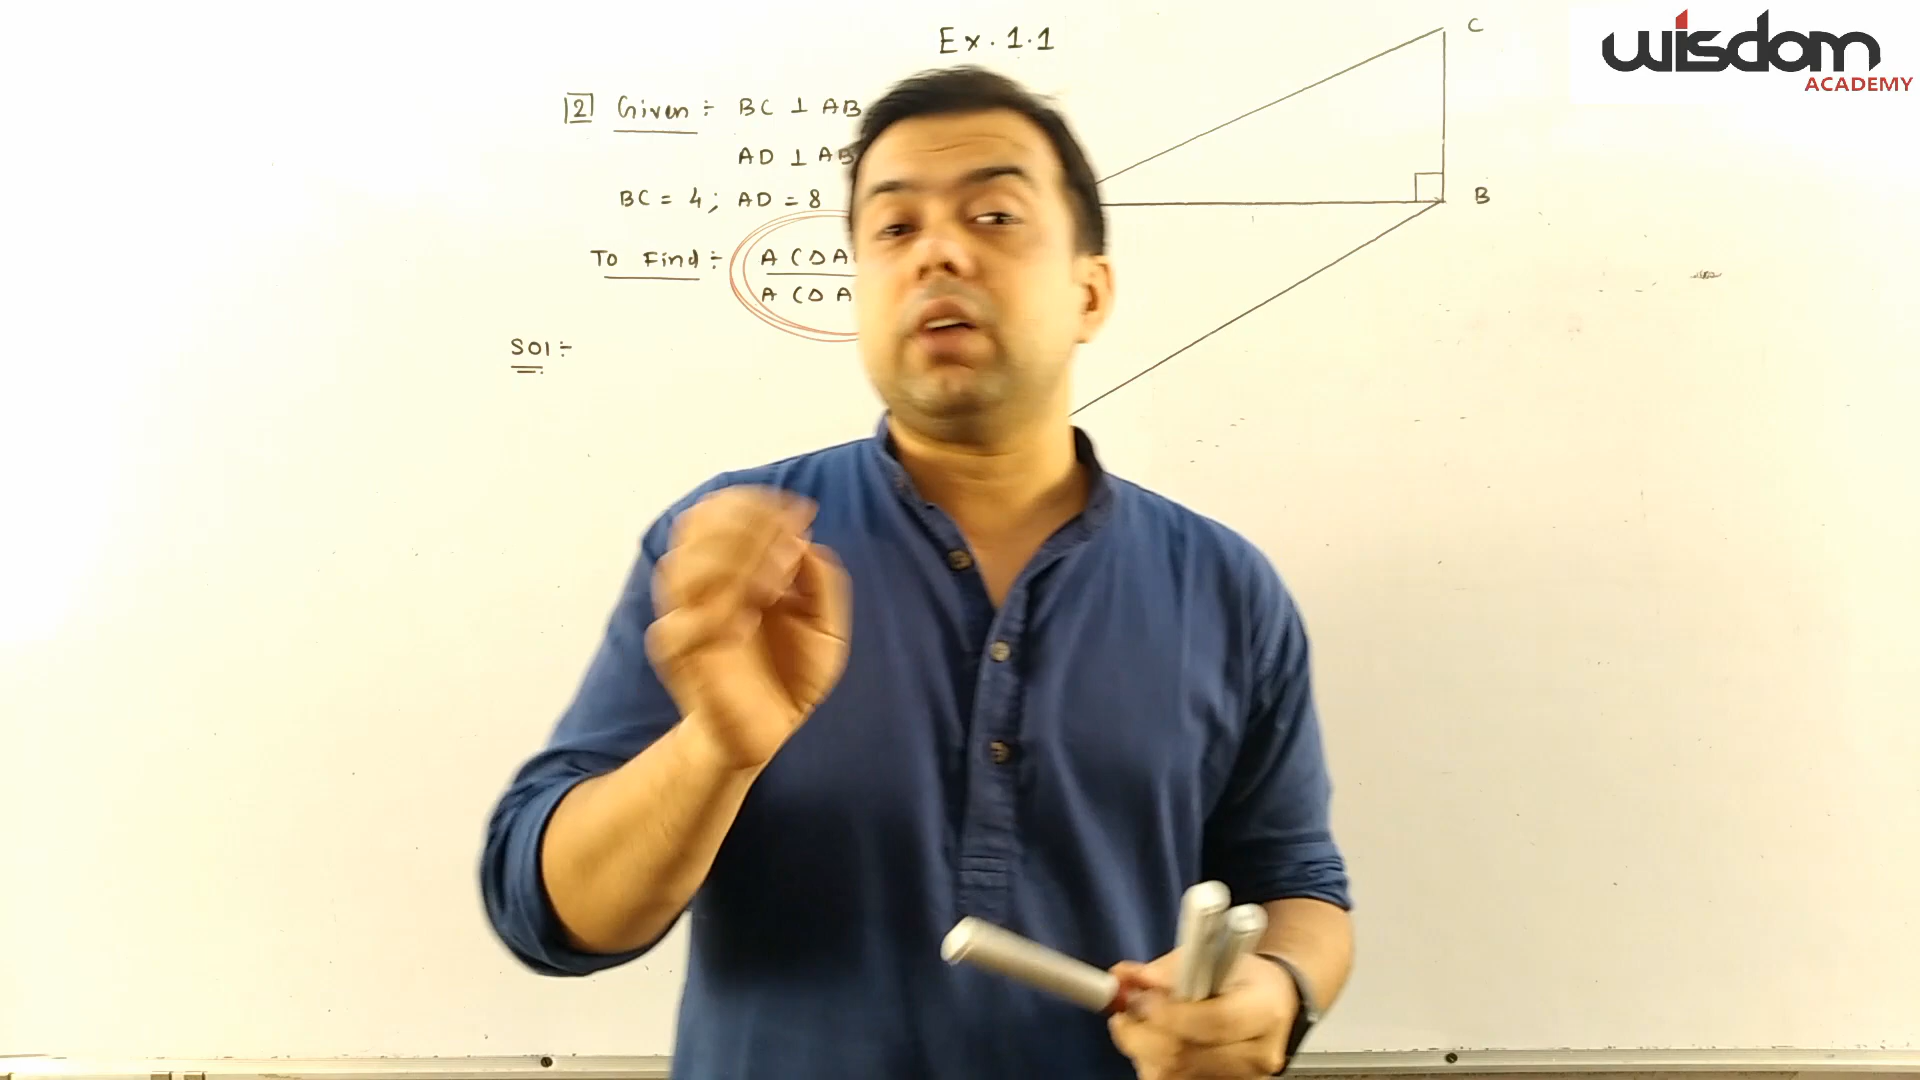 Ex. 1.1
wisdom
ACADEMY
C
[2] Given ÷ BC ⊥ AB
AD ⊥ AB
B
BC = 4; AD = 8
To Find ÷ A (Δ A
A (Δ A
Sol ÷